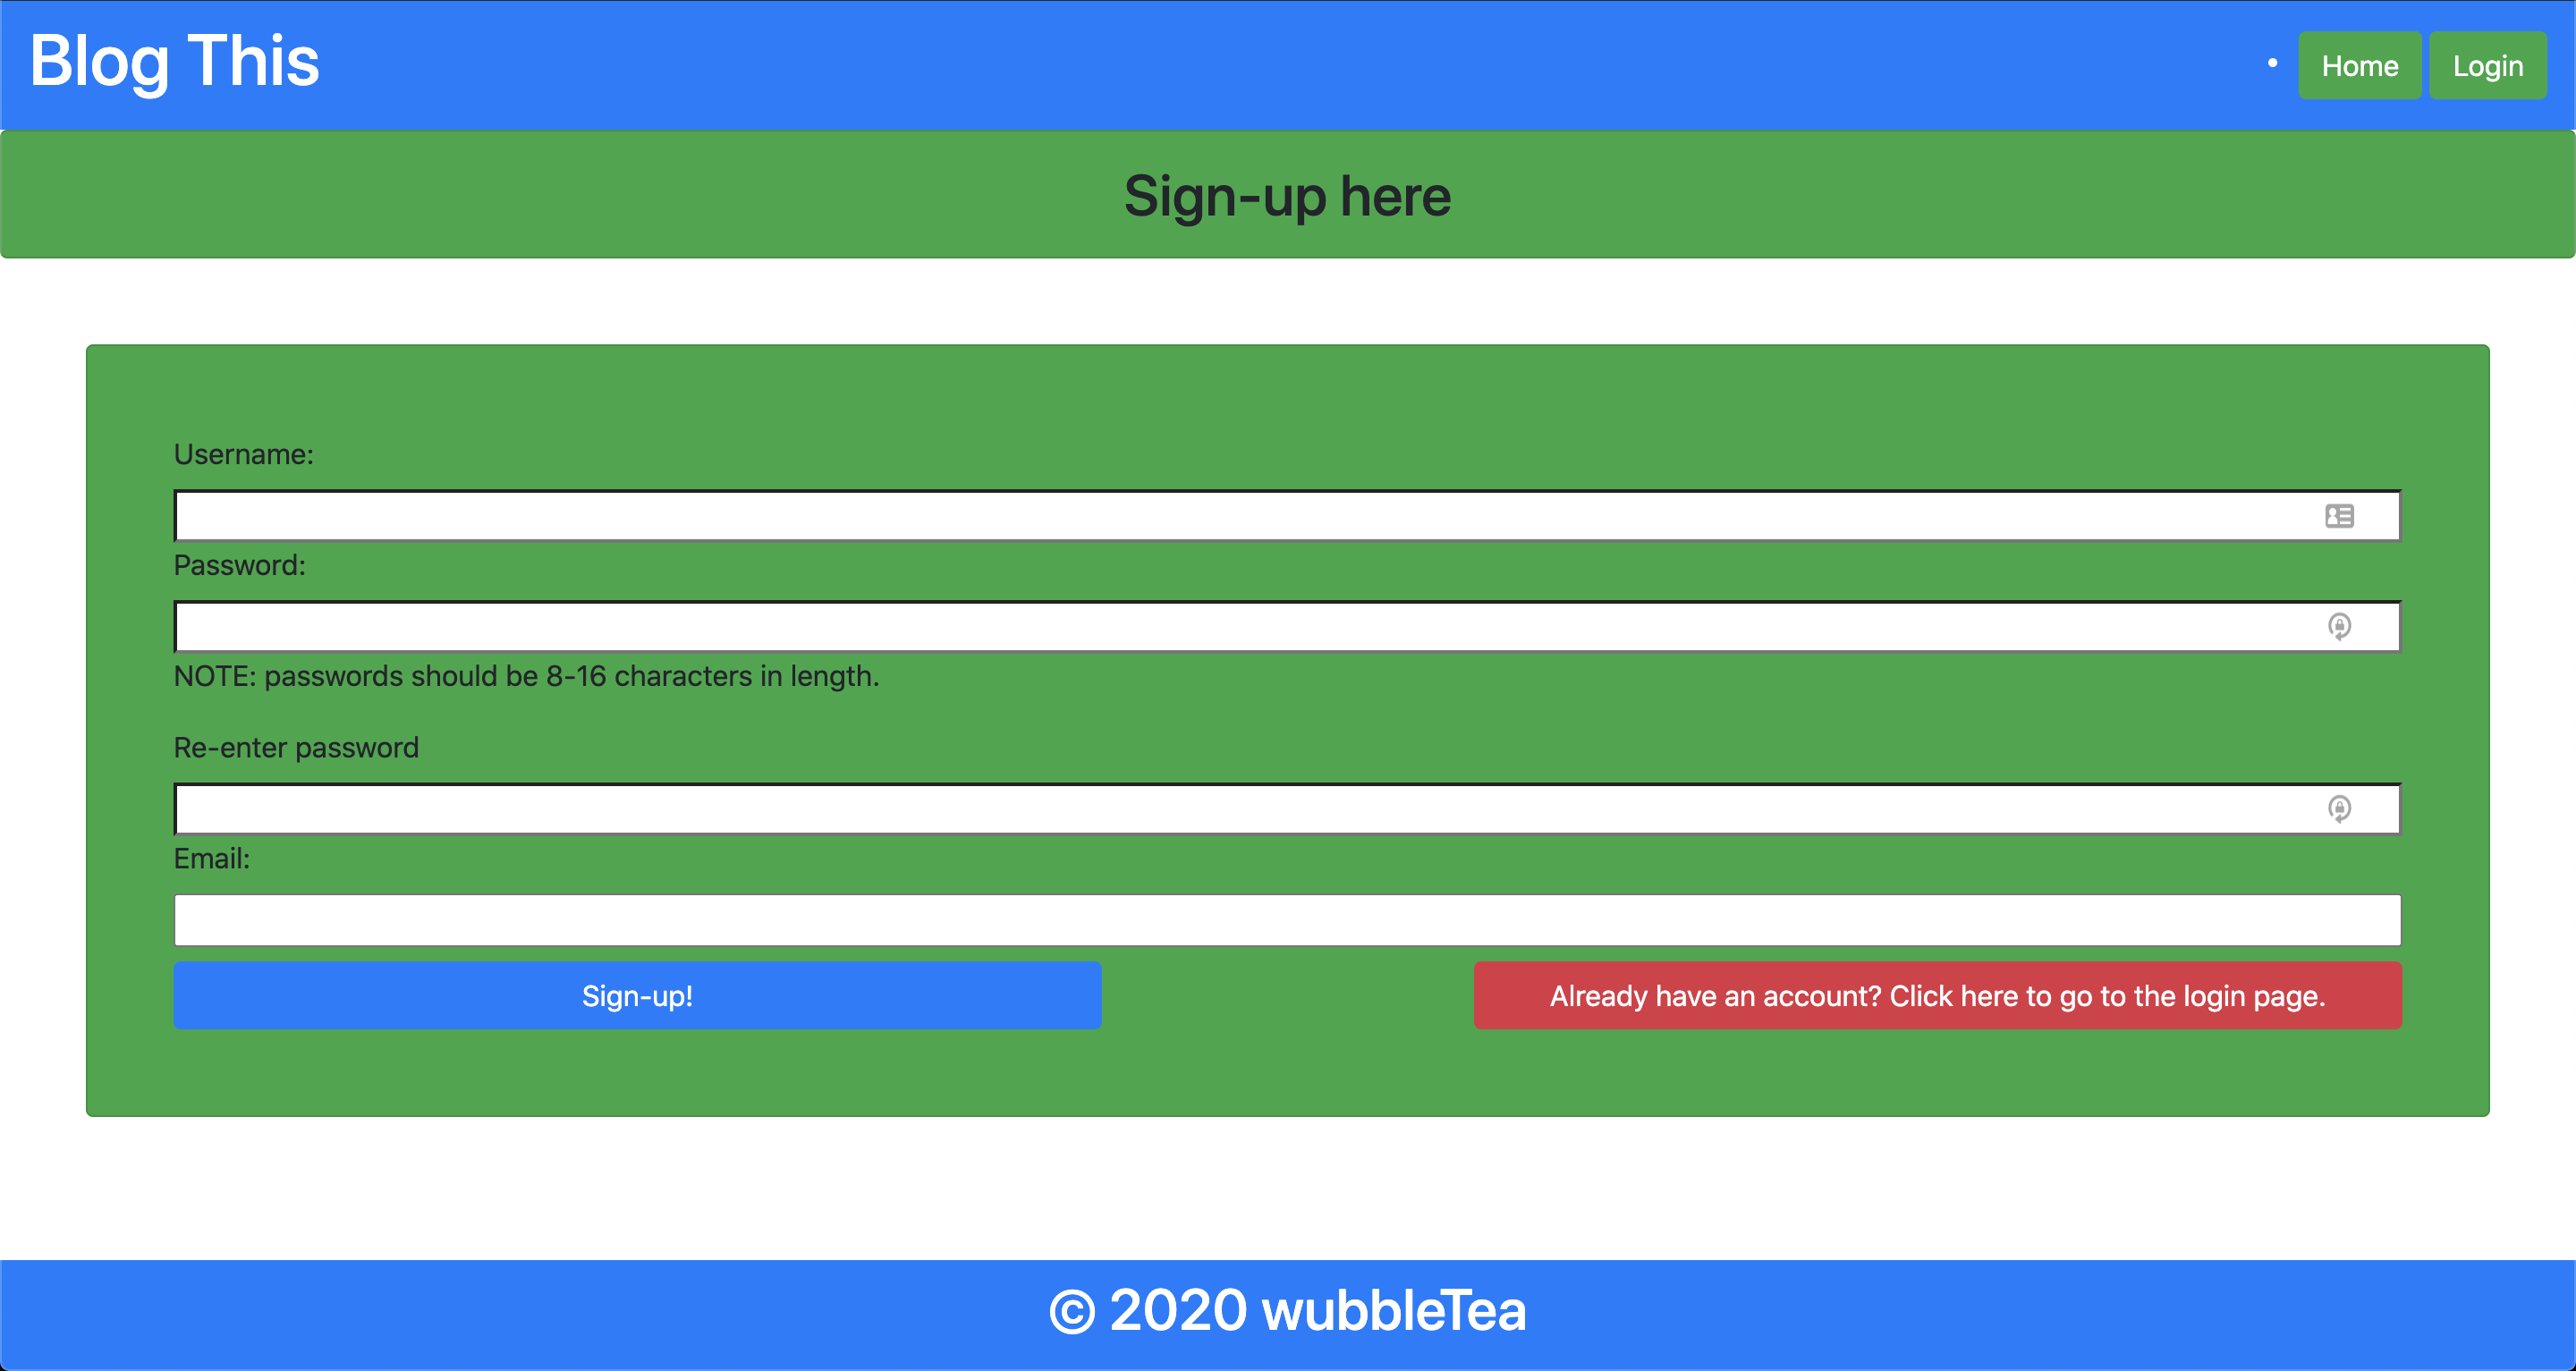 Blog This
Home
Login
Sign-up here
Username:
Password:
NOTE: passwords should be 8-16 characters in length.
Re-enter password
Email:
Sign-up!
Already have an account? Click here to go to the login page.
© 2020 wubbleTea